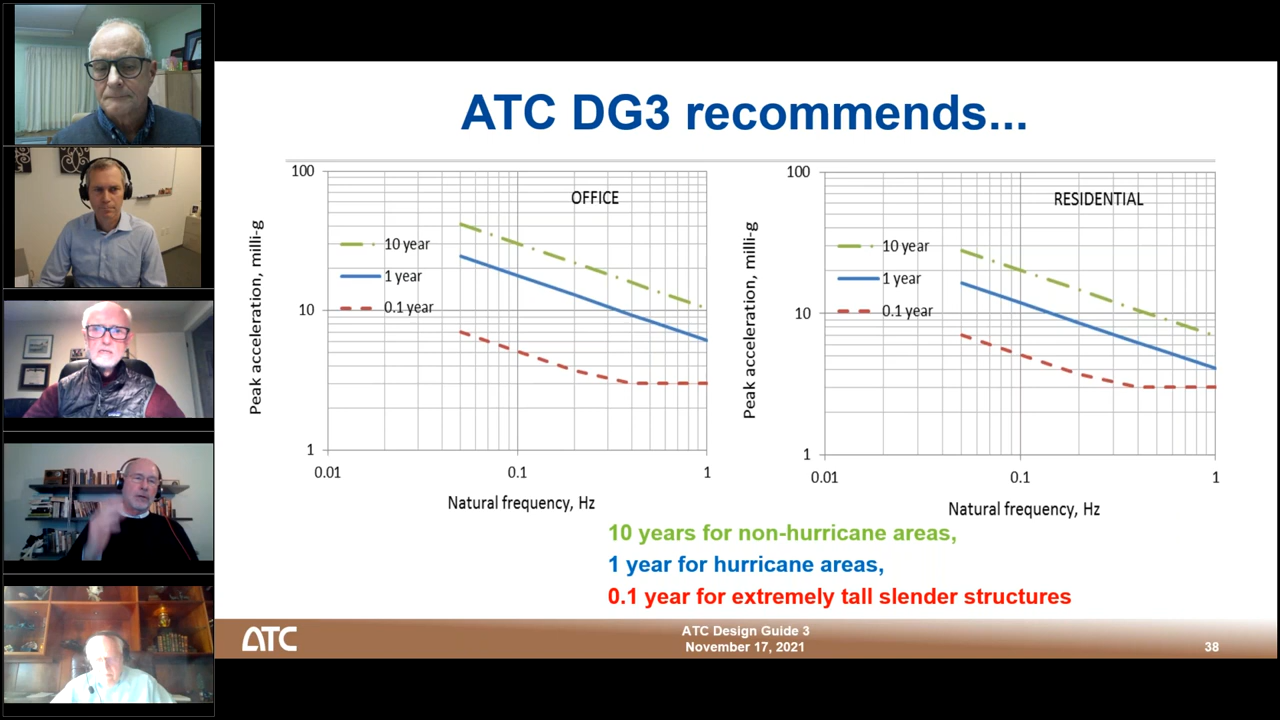 ATC DG3 recommends...
100
10
1
0.01
0.1
1
Peak acceleration, milli-g
Natural frequency, Hz
OFFICE
10 year
1 year
0.1 year
100
10
1
0.01
0.1
1
Peak acceleration, milli-g
Natural frequency, Hz
RESIDENTIAL
10 year
1 year
0.1 year
10 years for non-hurricane areas,
1 year for hurricane areas,
0.1 year for extremely tall slender structures
ATC
ATC Design Guide 3
November 17, 2021
38